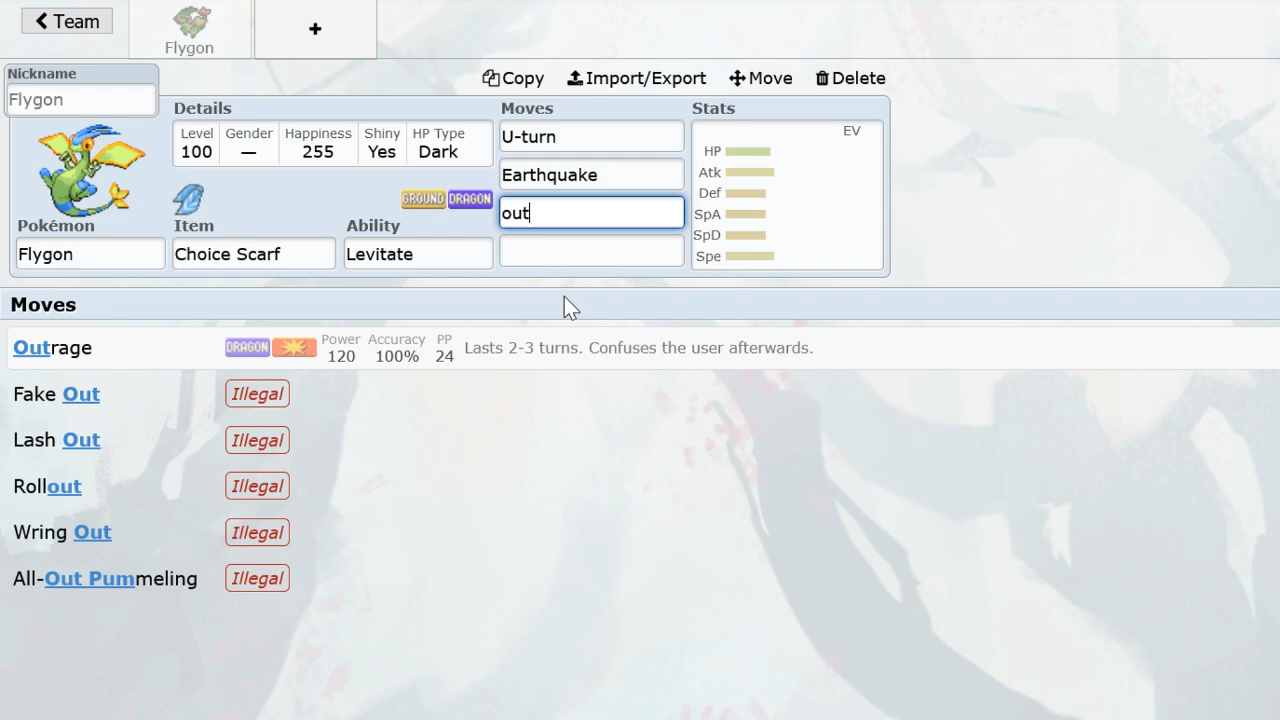 Team
Flygon
+
Nickname
Flygon
Copy
Import/Export
Move
Delete
Details
Level
100
Gender
—
Happiness
255
Shiny
Yes
HP Type
Dark
GROUND DRAGON
Pokémon
Flygon
Item
Choice Scarf
Ability
Levitate
Moves
U-turn
Earthquake
out
Stats
EV
HP
Atk
Def
SpA
SpD
Spe
Moves
Outrage DRAGON Power 120 Accuracy 100% PP 24 Lasts 2-3 turns. Confuses the user afterwards.
Fake Out Illegal
Lash Out Illegal
Rollout Illegal
Wring Out Illegal
All-Out Pummeling Illegal